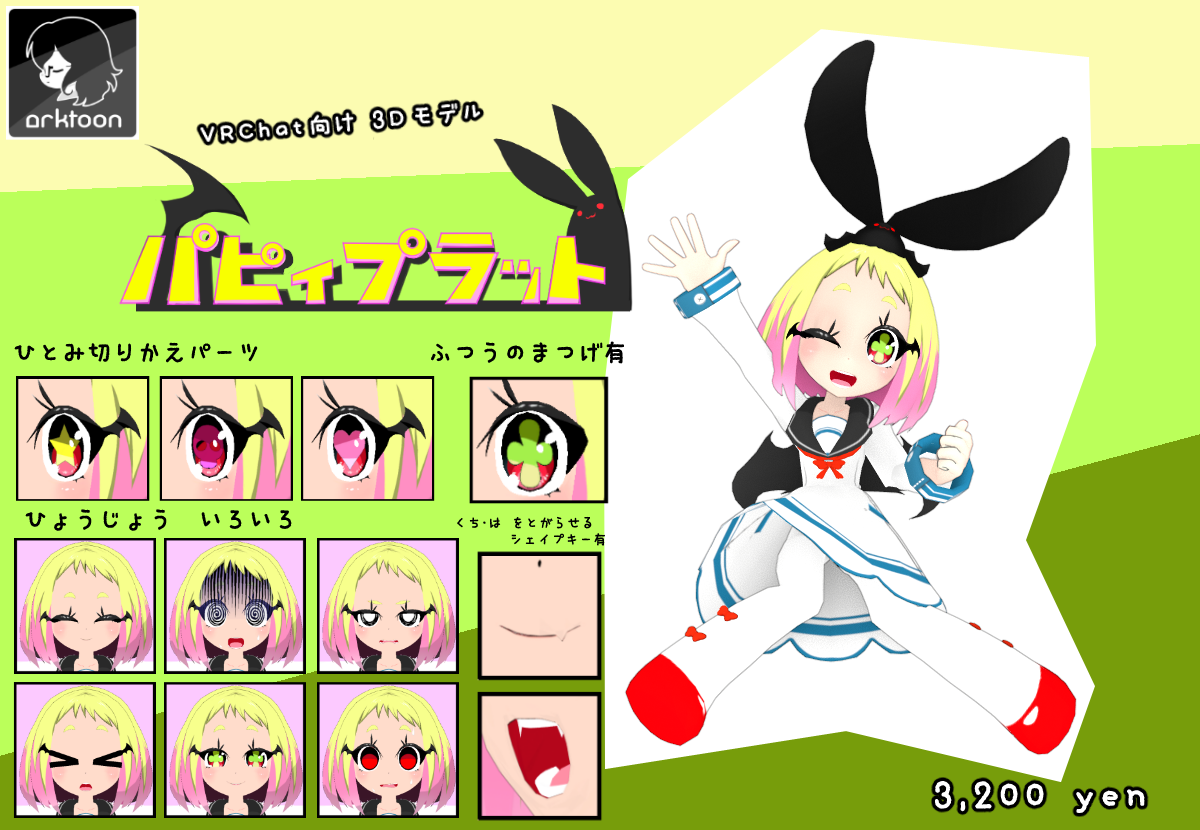 arktoon
VRChat向け 3Dモデル
パピィプラット
ひとみ切りかえパーツ
ふつうのまつげ有
ひょうじょう いろいろ
くち・は をとがらせる
シェイプキー有
3,200 yen